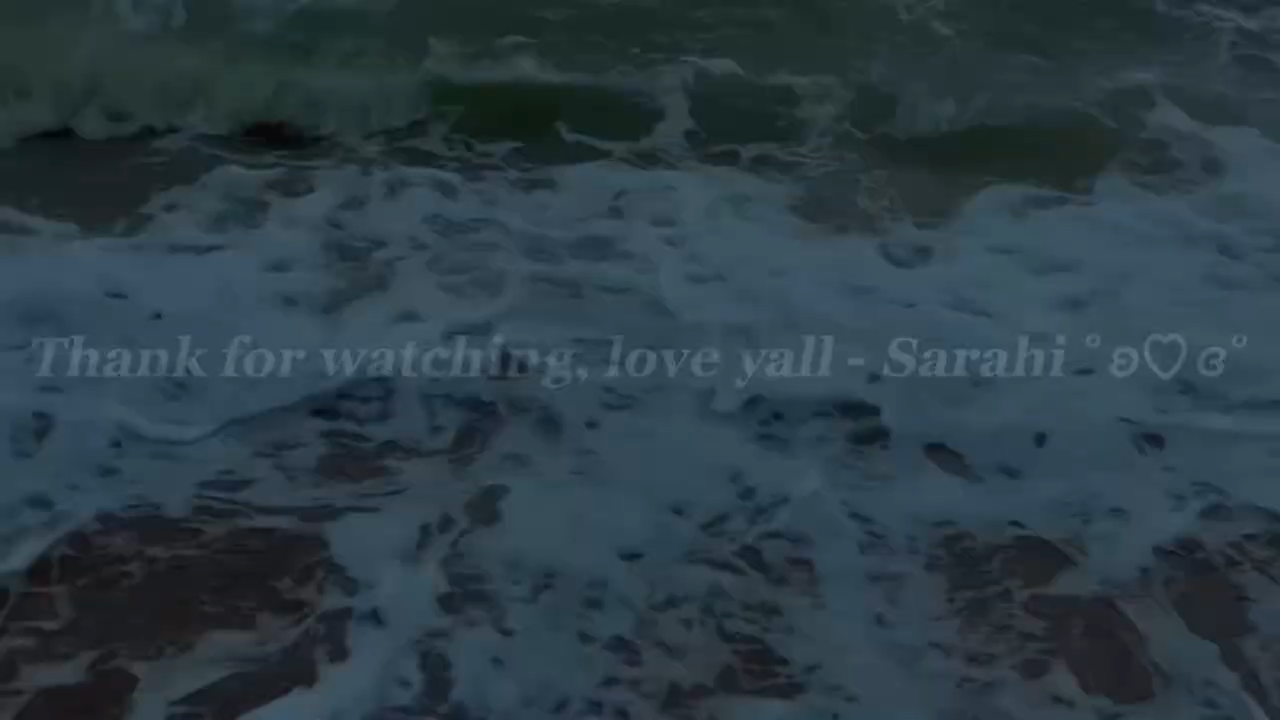 Thank for watching, love yall - Sarahi ˚ ʚ♡ɞ ˚